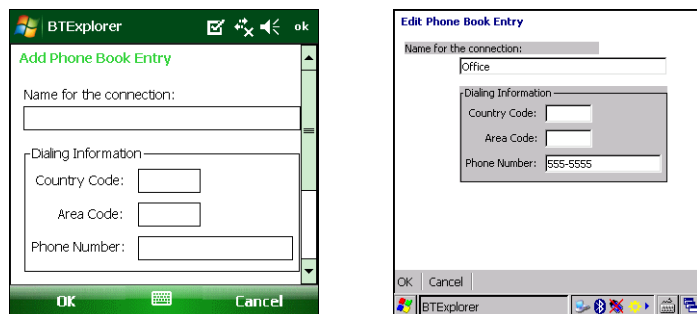 BTExplorer
ok
Add Phone Book Entry
Name for the connection:
Dialing Information
Country Code:
Area Code:
Phone Number:
OK
Cancel
Edit Phone Book Entry
Name for the connection:
Office
Dialing Information
Country Code:
Area Code:
Phone Number: 555-5555
OK Cancel
BTExplorer